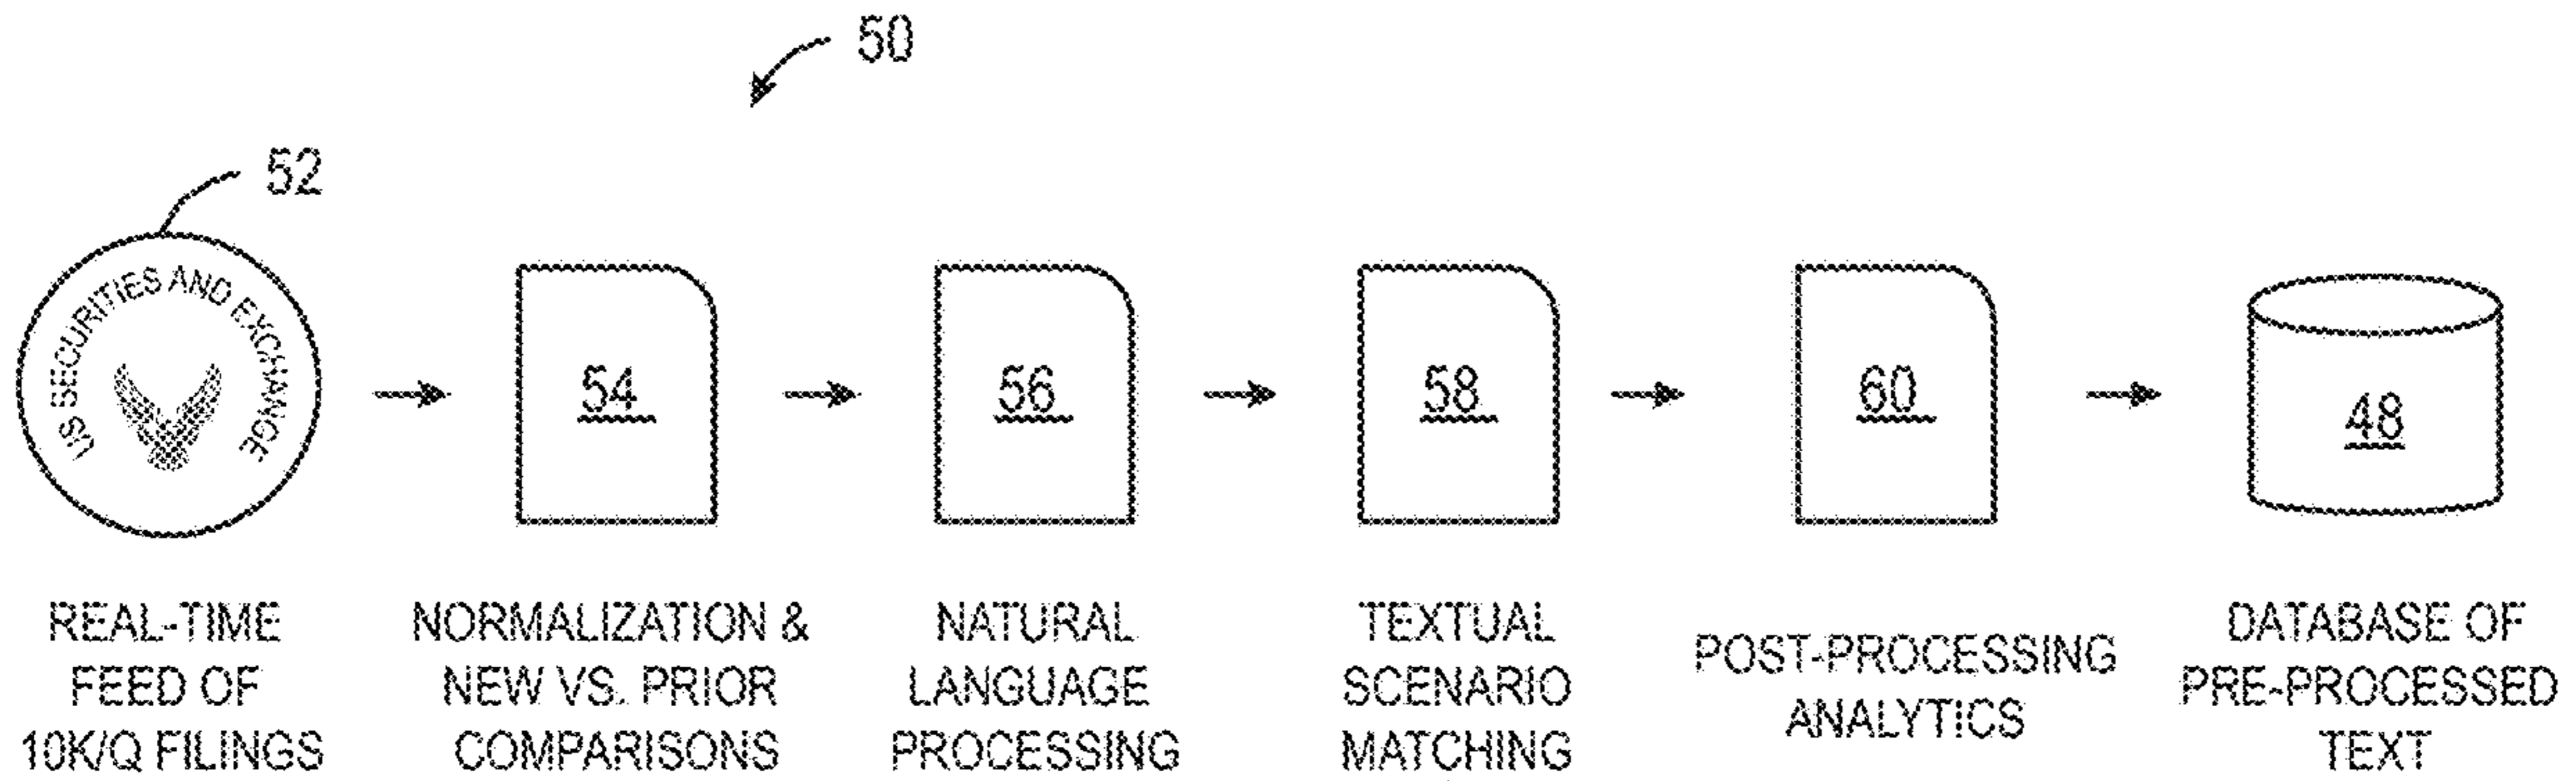 50
52
US SECURITIES AND EXCHANGE
54
56
58
60
48
REAL-TIME
FEED OF
10K/Q FILINGS
NORMALIZATION &
NEW VS. PRIOR
COMPARISONS
NATURAL
LANGUAGE
PROCESSING
TEXTUAL
SCENARIO
MATCHING
POST-PROCESSING
ANALYTICS
DATABASE OF
PRE-PROCESSED
TEXT